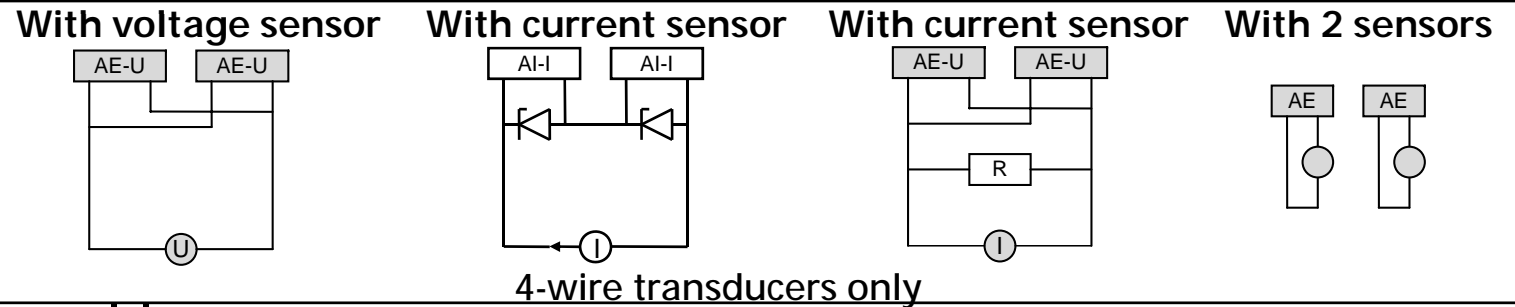 With voltage sensor With current sensor With current sensor With 2 sensors
AE-U AE-U AI-I AI-I AE-U AE-U AE AE
R
U I I
4-wire transducers only